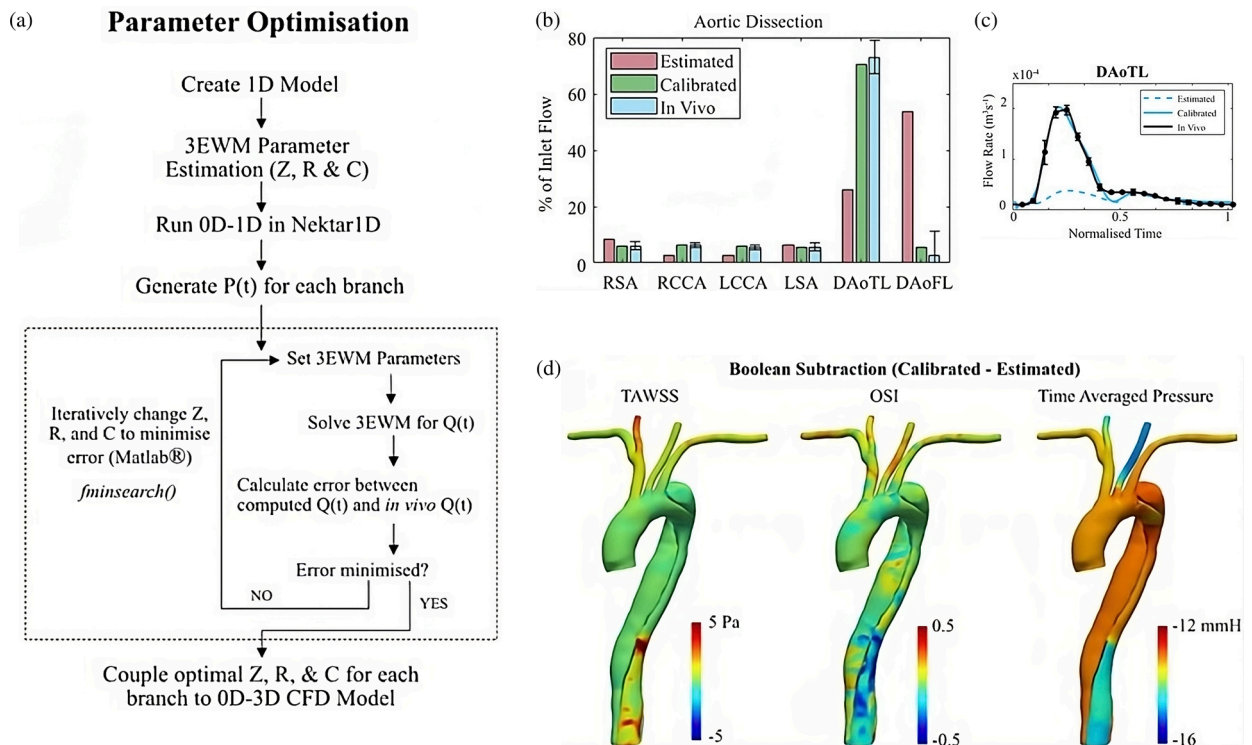 (a)
Parameter Optimisation
Create 1D Model
3EWM Parameter
Estimation (Z, R & C)
Run 0D-1D in Nektar1D
Generate P(t) for each branch
Set 3EWM Parameters
Iteratively change Z,
R, and C to minimise
error (Matlab®)
fminsearch()
Solve 3EWM for Q(t)
Calculate error between
computed Q(t) and in vivo Q(t)
Error minimised?
NO
YES
Couple optimal Z, R, & C for each
branch to 0D-3D CFD Model
(b)
Aortic Dissection
80
60
40
20
0
% of Inlet Flow
Estimated
Calibrated
In Vivo
RSA RCCA LCCA LSA DAoTL DAoFL
(c)
DAoTL
x10⁻⁴
2
1
0
Flow Rate (m³s⁻¹)
Estimated
Calibrated
In Vivo
0 0.5 1
Normalised Time
(d)
Boolean Subtraction (Calibrated - Estimated)
TAWSS OSI Time Averaged Pressure
5 Pa
-5
0.5
-0.5
-12 mmH
-16